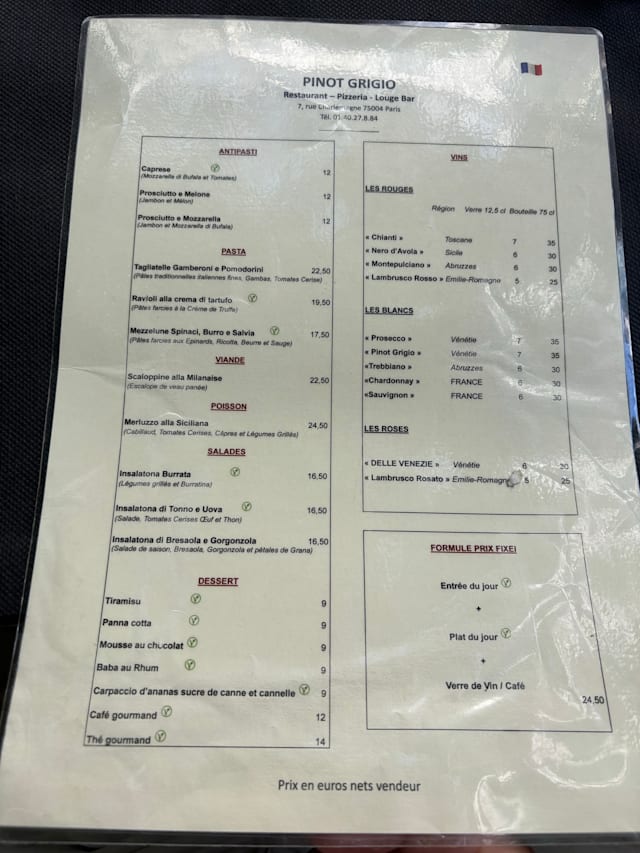 PINOT GRIGIO
Restaurant – Pizzeria - Louge Bar
7, rue Charlemagne 75004 Paris
Tél. 01.40.27.8.84
ANTIPASTI
Caprese 12
(Mozzarella di Bufala et Tomates)
Prosciutto e Melone 12
(Jambon et Melon)
Prosciutto e Mozzarella 12
(Jambon et Mozzarella di Bufala)
PASTA
Tagliatelle Gamberoni e Pomodorini 22,50
(Pâtes traditionnelles italiennes fines, Gambas, Tomates Cerise)
Ravioli alla crema di tartufo 19,50
(Pâtes farcies à la Crème de Truffe)
Mezzelune Spinaci, Burro e Salvia 17,50
(Pâtes farcies aux Epinards, Ricotta, Beurre et Sauge)
VIANDE
Scaloppine alla Milanaise 22,50
(Escalope de veau panée)
POISSON
Merluzzo alla Siciliana 24,50
(Cabillaud, Tomates Cerises, Câpres et Légumes Grillés)
SALADES
Insalatona Burrata 16,50
(Légumes grillés et Burratina)
Insalatona di Tonno e Uova 16,50
(Salade, Tomates Cerises Œuf et Thon)
Insalatona di Bresaola e Gorgonzola 16,50
(Salade de saison, Bresaola, Gorgonzola et pétales de Grana)
DESSERT
Tiramisu 9
Panna cotta 9
Mousse au chocolat 9
Baba au Rhum 9
Carpaccio d'ananas sucre de canne et cannelle 9
Café gourmand 12
Thé gourmand 14
VINS
LES ROUGES
Région Verre 12,5 cl Bouteille 75 cl
« Chianti » Toscane 7 35
« Nero d'Avola » Sicile 6 30
« Montepulciano » Abruzzes 6 30
« Lambrusco Rosso » Emilie-Romagne 5 25
LES BLANCS
« Prosecco » Vénétie 7 35
« Pinot Grigio » Vénétie 7 35
«Trebbiano » Abruzzes 6 30
«Chardonnay » FRANCE 6 30
«Sauvignon » FRANCE 6 30
LES ROSES
« DELLE VENEZIE » Vénétie 6 30
« Lambrusco Rosato » Emilie-Romagne 5 25
FORMULE PRIX FIXEI
Entrée du jour
+
Plat du jour
+
Verre de Vin / Café
24,50
Prix en euros nets vendeur